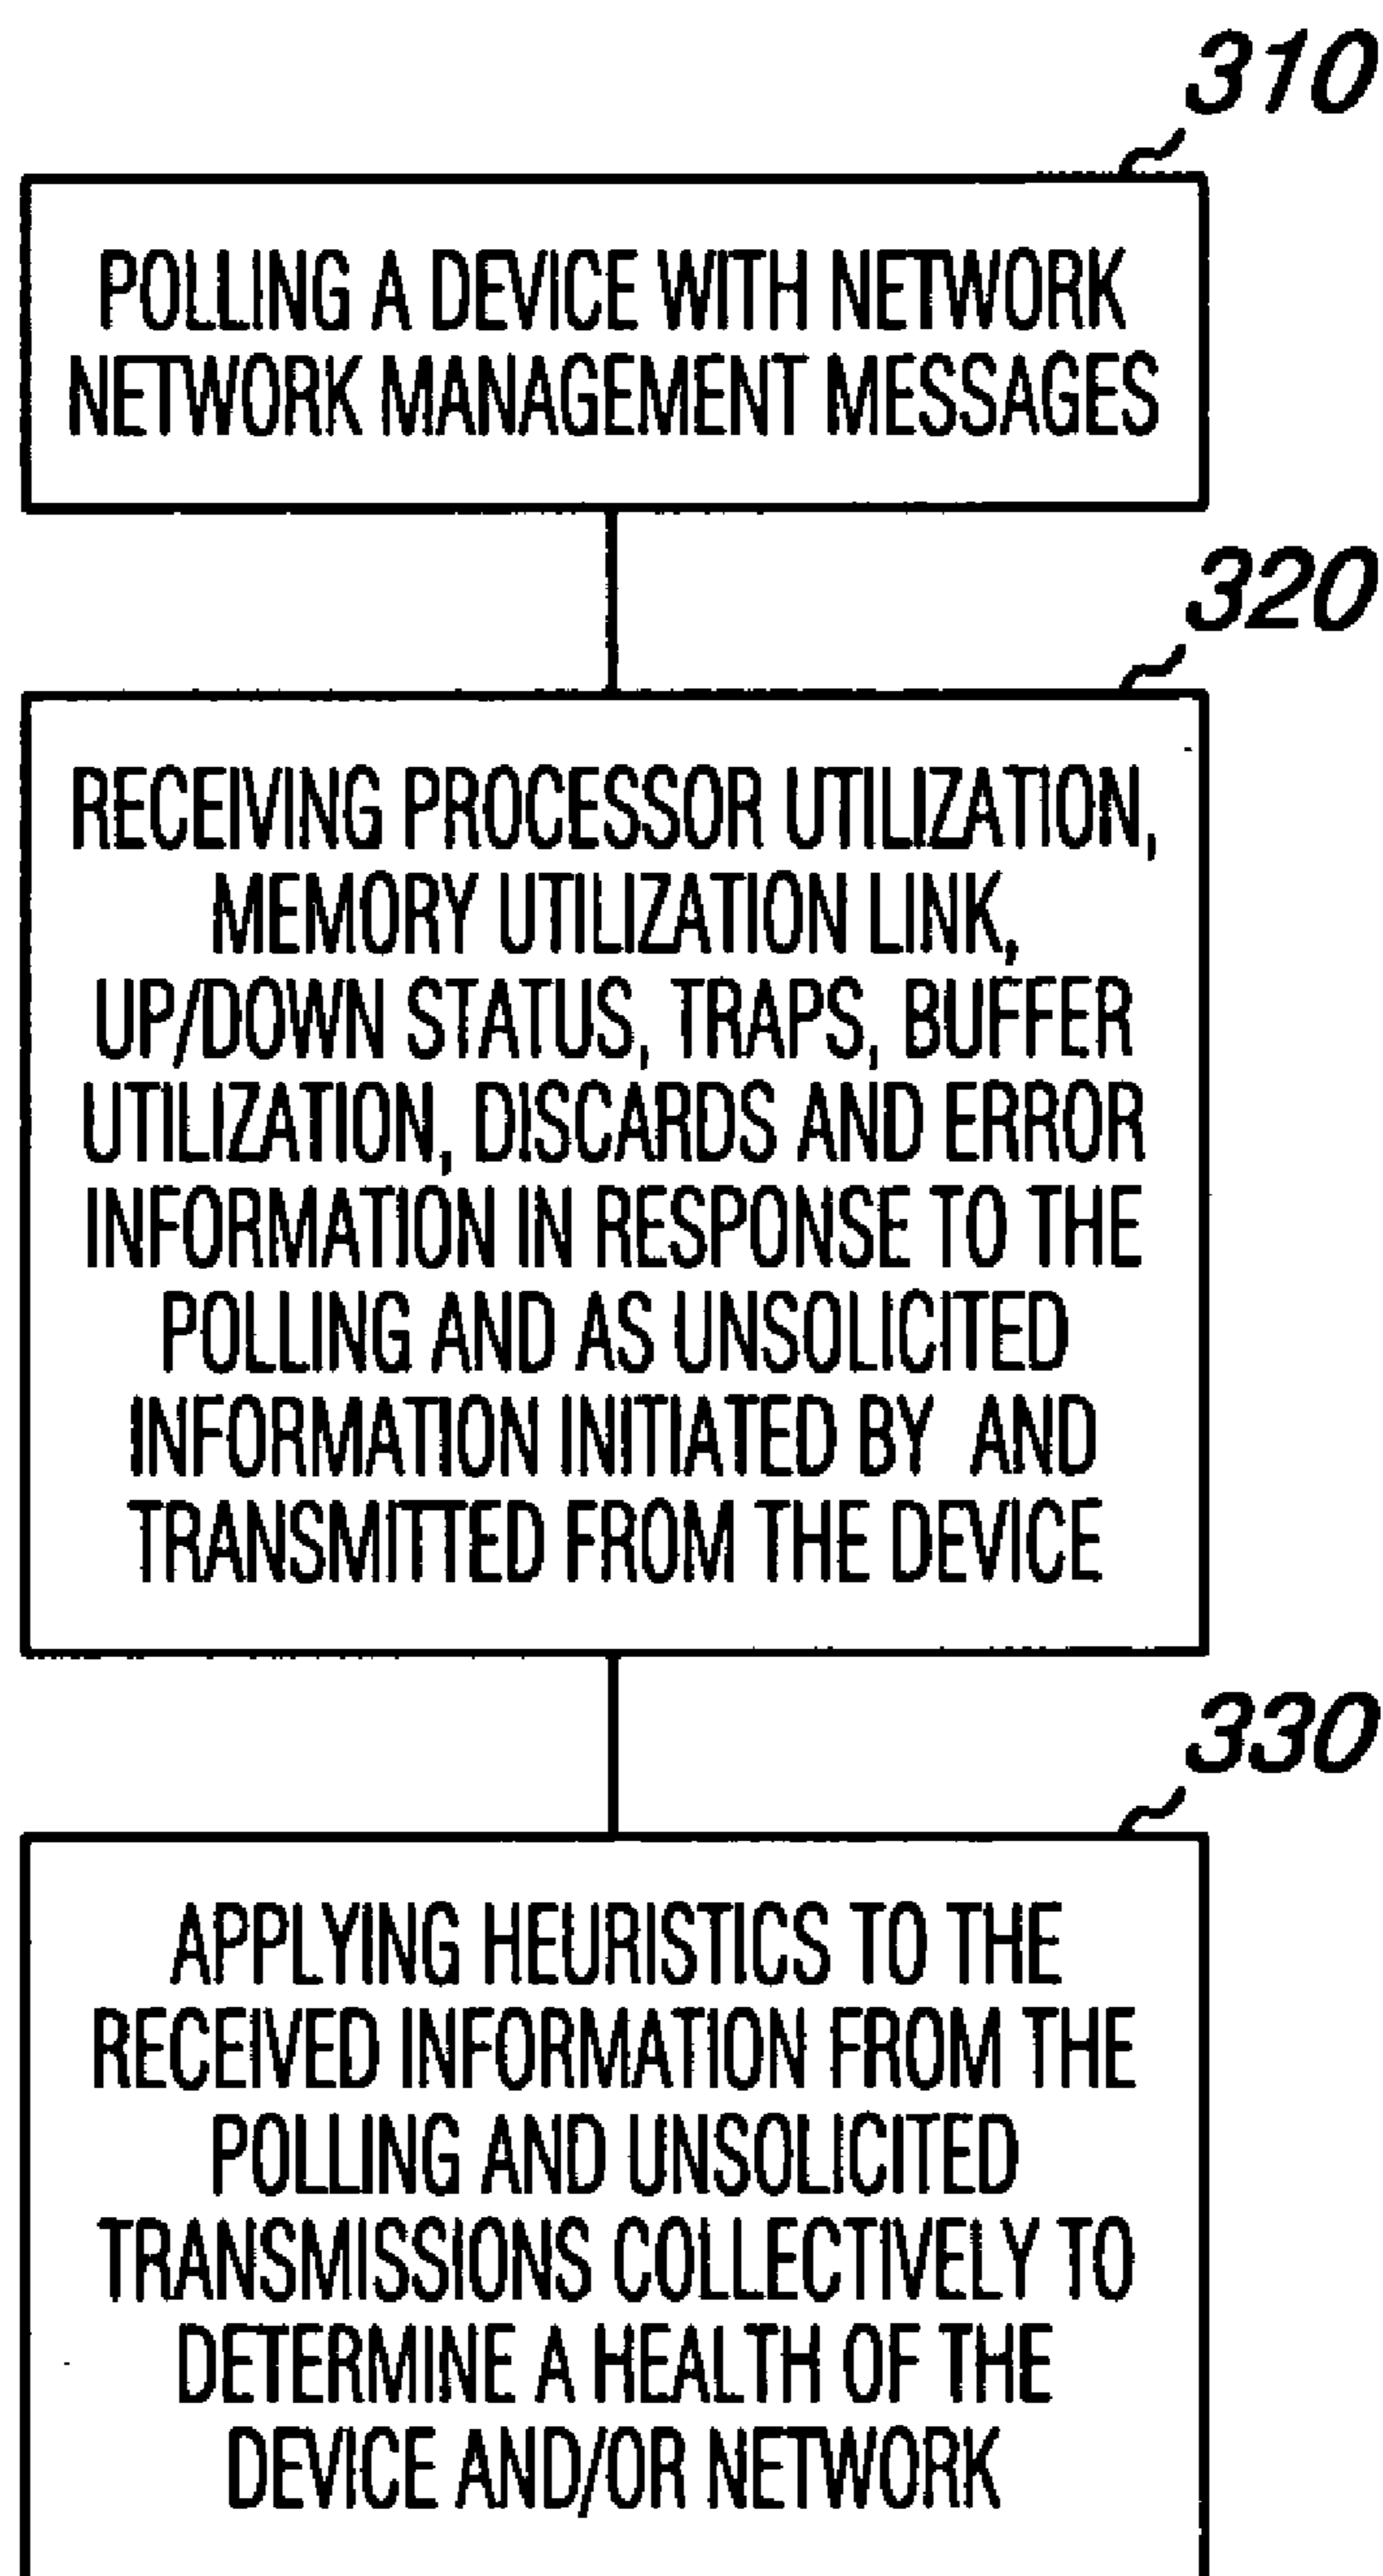 310
POLLING A DEVICE WITH NETWORK
NETWORK MANAGEMENT MESSAGES
320
RECEIVING PROCESSOR UTILIZATION,
MEMORY UTILIZATION LINK,
UP/DOWN STATUS, TRAPS, BUFFER
UTILIZATION, DISCARDS AND ERROR
INFORMATION IN RESPONSE TO THE
POLLING AND AS UNSOLICITED
INFORMATION INITIATED BY AND
TRANSMITTED FROM THE DEVICE
330
APPLYING HEURISTICS TO THE
RECEIVED INFORMATION FROM THE
POLLING AND UNSOLICITED
TRANSMISSIONS COLLECTIVELY TO
DETERMINE A HEALTH OF THE
DEVICE AND/OR NETWORK